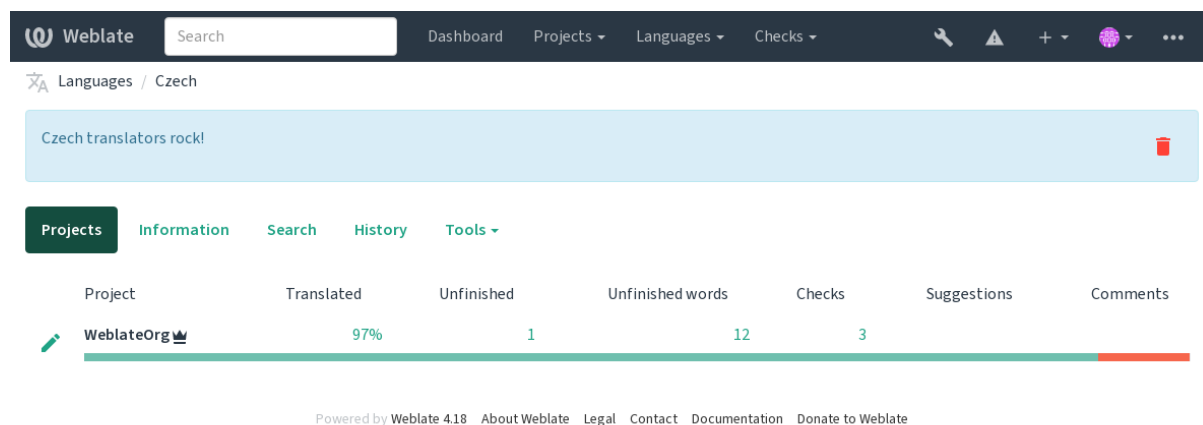 Weblate Search Dashboard Projects Languages Checks
Languages / Czech
Czech translators rock!
Projects Information Search History Tools
Project Translated Unfinished Unfinished words Checks Suggestions Comments
WeblateOrg 97% 1 12 3
Powered by Weblate 4.18 About Weblate Legal Contact Documentation Donate to Weblate